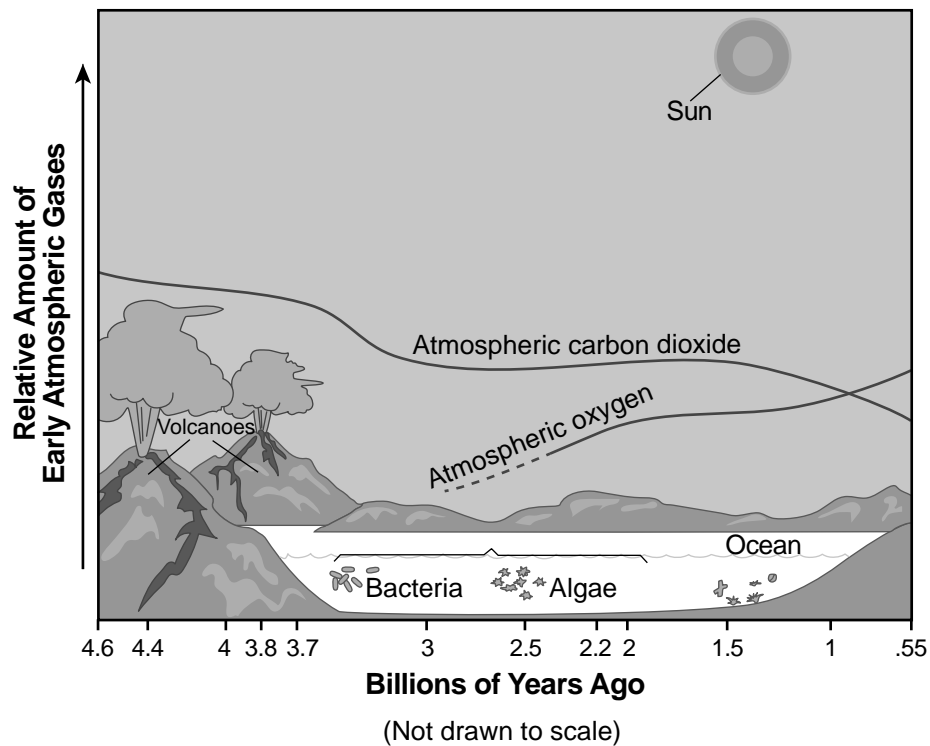 Relative Amount of
Early Atmospheric Gases
Sun
Atmospheric carbon dioxide
Atmospheric oxygen
Volcanoes
Ocean
Bacteria
Algae
4.6 4.4 4 3.8 3.7 3 2.5 2.2 2 1.5 1 .55
Billions of Years Ago
(Not drawn to scale)